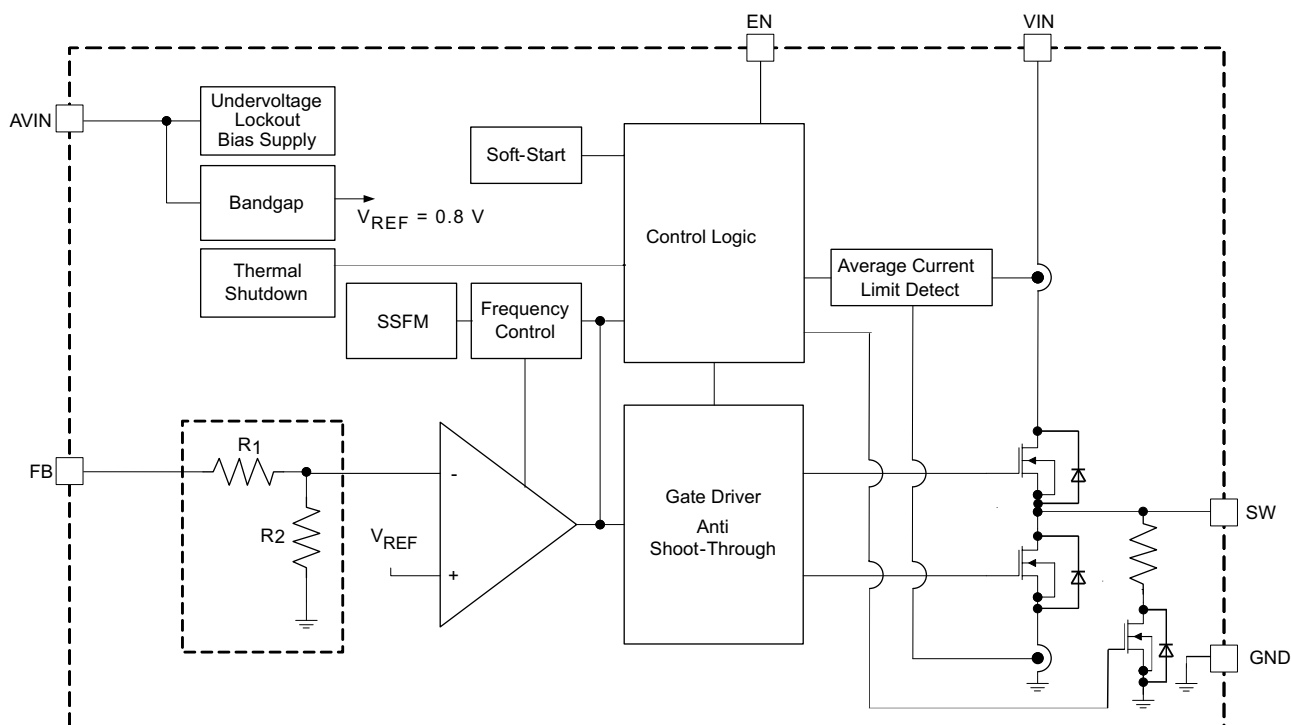 EN
VIN
AVIN
Undervoltage
Lockout
Bias Supply
Soft-Start
Bandgap
VREF = 0.8 V
Control Logic
Thermal
Shutdown
Average Current
Limit Detect
SSFM
Frequency
Control
FB
R1
R2
-
VREF
+
Gate Driver
Anti
Shoot-Through
SW
GND